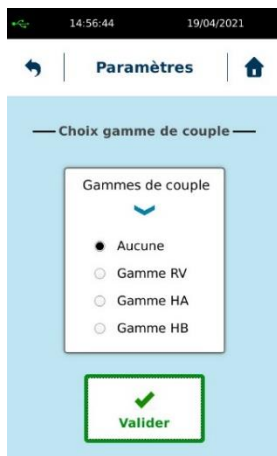 14:56:44 19/04/2021
Paramètres
Choix gamme de couple
Gammes de couple
Aucune
Gamme RV
Gamme HA
Gamme HB
Valider